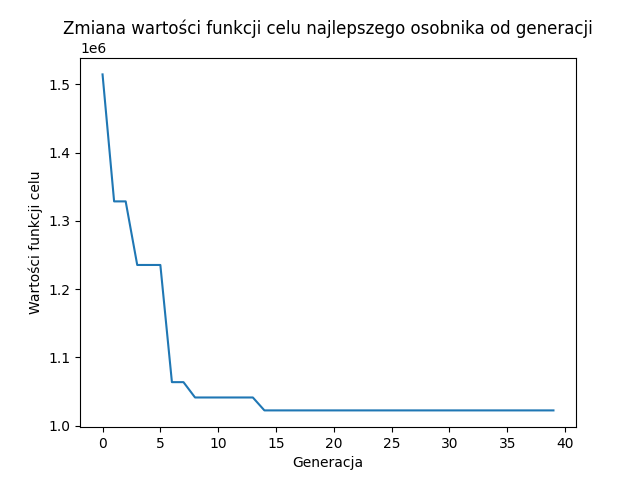 Zmiana wartości funkcji celu najlepszego osobnika od generacji
1e6
1.5
1.4
1.3
1.2
1.1
1.0
Wartości funkcji celu
0 5 10 15 20 25 30 35 40
Generacja